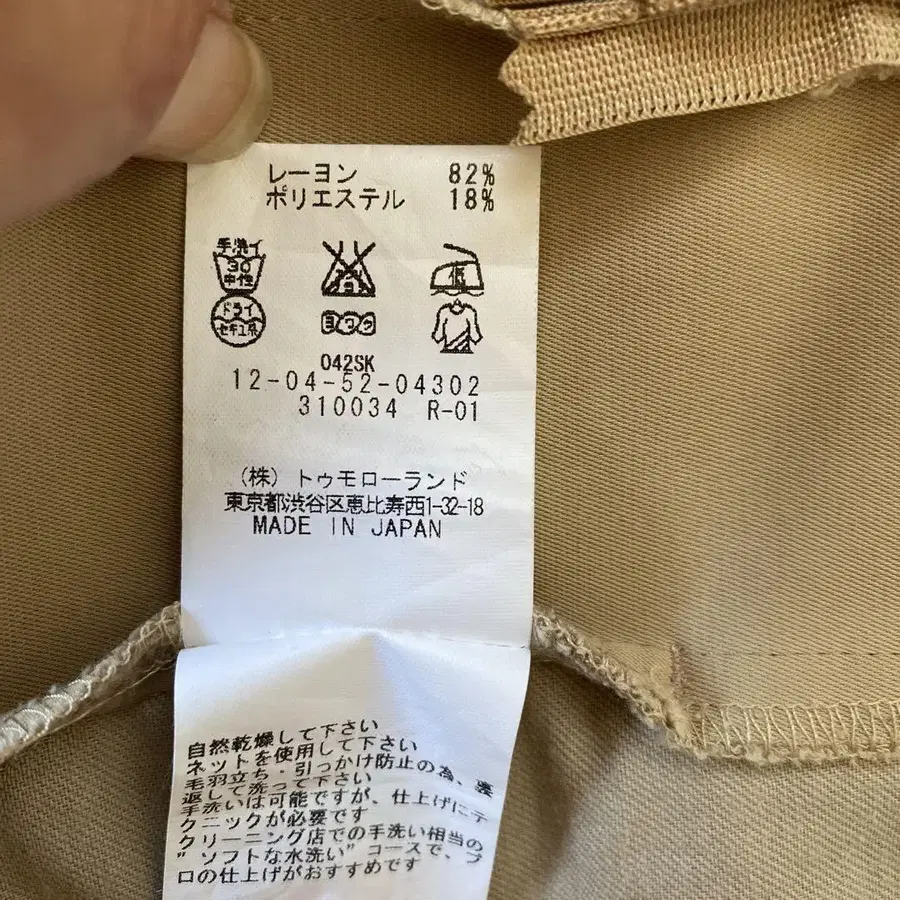 レーヨン 82%
ポリエステル 18%
手洗イ
30
中性
低
ドライ
セキユ系
ヨワク
042SK
12-04-52-04302
310034 R-01
(株)トゥモローランド
東京都渋谷区恵比寿西1-32-18
MADE IN JAPAN
自然乾燥して下さい
ネットを使用して下さい
毛羽立ち・引っかけ防止の為、裏
返して洗って下さい
手洗いは可能ですが、仕上げにテ
クニックが必要です
クリーニング店での手洗い相当の
"ソフトな水洗い"コースで、プ
ロの仕上げがおすすめです